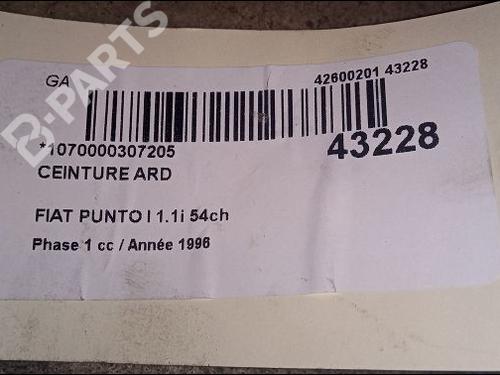 B-PARTS
GA
42600201 43228
*1070000307205
43228
CEINTURE ARD
FIAT PUNTO I 1.1i 54ch
Phase 1 cc / Année 1996